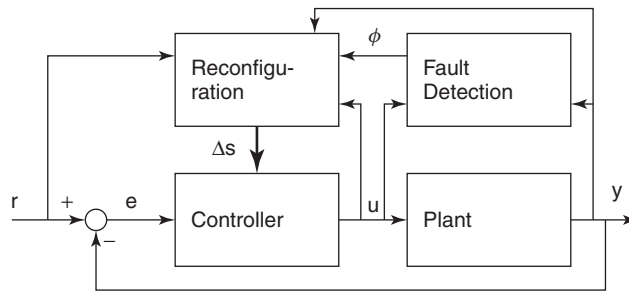 ϕ
Reconfigu-
ration
Fault
Detection
Δs
r
+
e
−
Controller
u
Plant
y